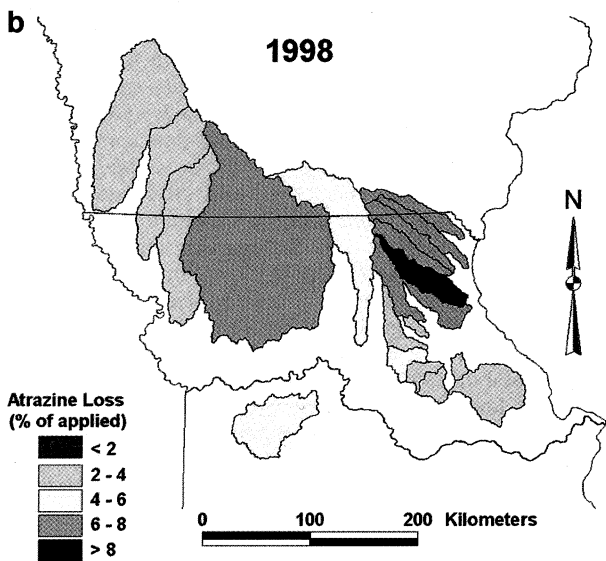 b
1998
N
Atrazine Loss
(% of applied)
< 2
2 - 4
4 - 6
6 - 8
> 8
0 100 200 Kilometers